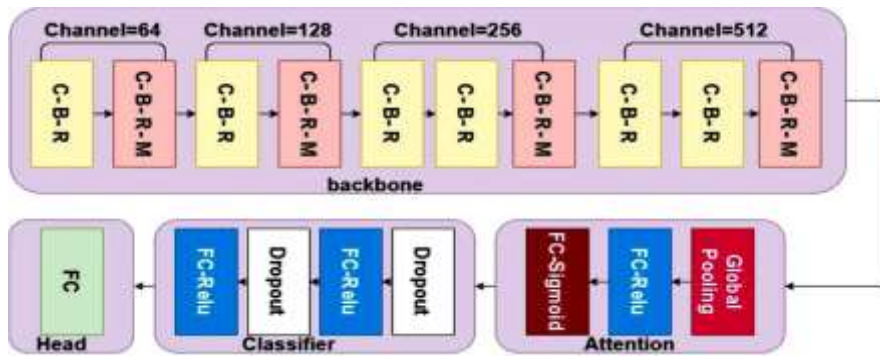 Channel=64
Channel=128
Channel=256
Channel=512
C-B-R
C-B-R-M
C-B-R
C-B-R-M
C-B-R
C-B-R
C-B-R-M
C-B-R
C-B-R
C-B-R-M
backbone
FC
FC-Relu
Dropout
FC-Relu
Dropout
FC-Sigmoid
FC-Relu
Global
Pooling
Head
Classifier
Attention